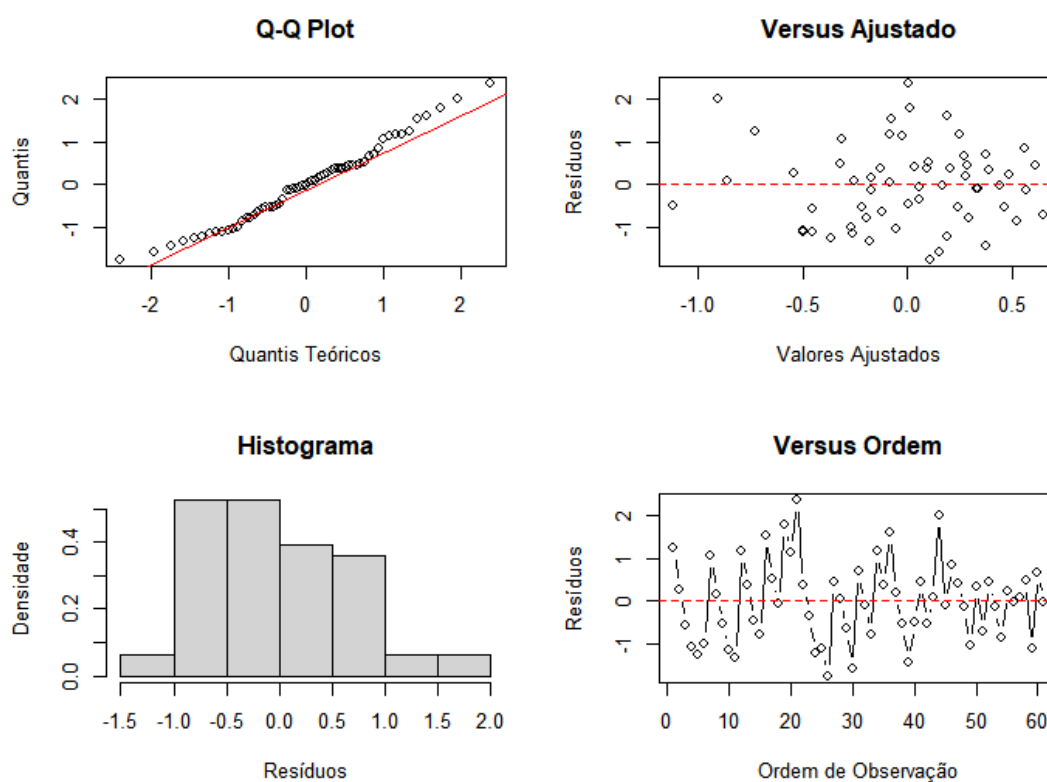 Q-Q Plot
Quantis
2
1
0
-1
-2 -1 0 1 2
Quantis Teóricos
Versus Ajustado
Resíduos
2
1
0
-1
-1.0 -0.5 0.0 0.5
Valores Ajustados
Histograma
Densidade
0.4
0.2
0.0
-1.5 -1.0 -0.5 0.0 0.5 1.0 1.5 2.0
Resíduos
Versus Ordem
Resíduos
2
1
0
-1
0 10 20 30 40 50 60
Ordem de Observação